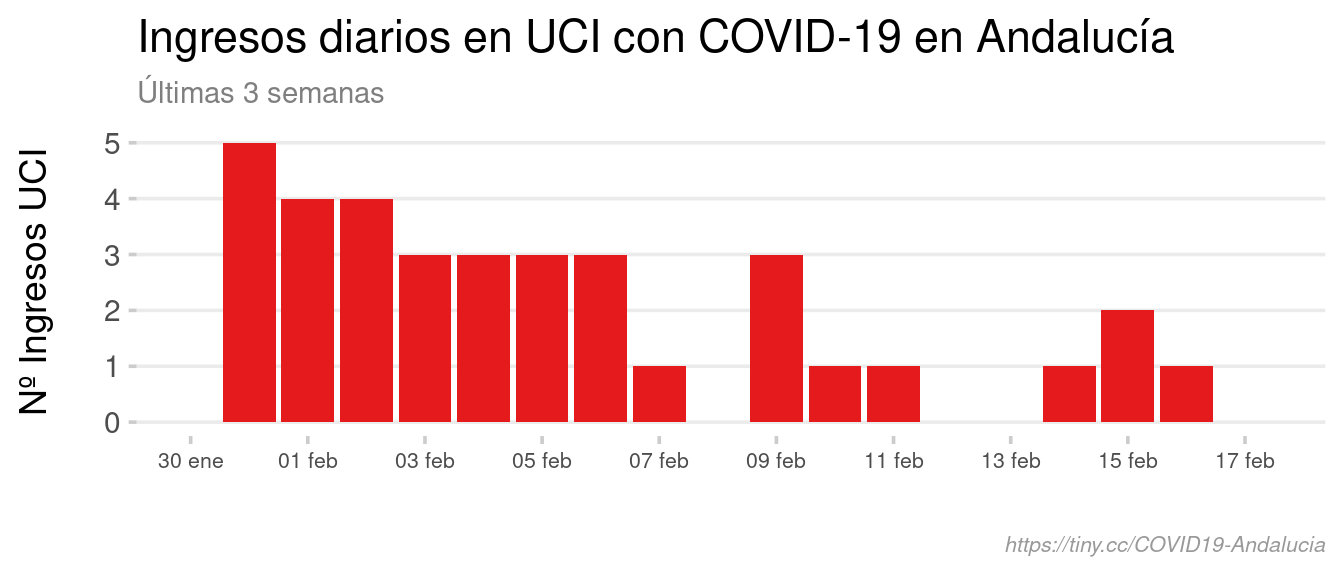 Ingresos diarios en UCI con COVID-19 en Andalucía
Últimas 3 semanas
Nº Ingresos UCI
5
4
3
2
1
0
30 ene 01 feb 03 feb 05 feb 07 feb 09 feb 11 feb 13 feb 15 feb 17 feb
https://tiny.cc/COVID19-Andalucia